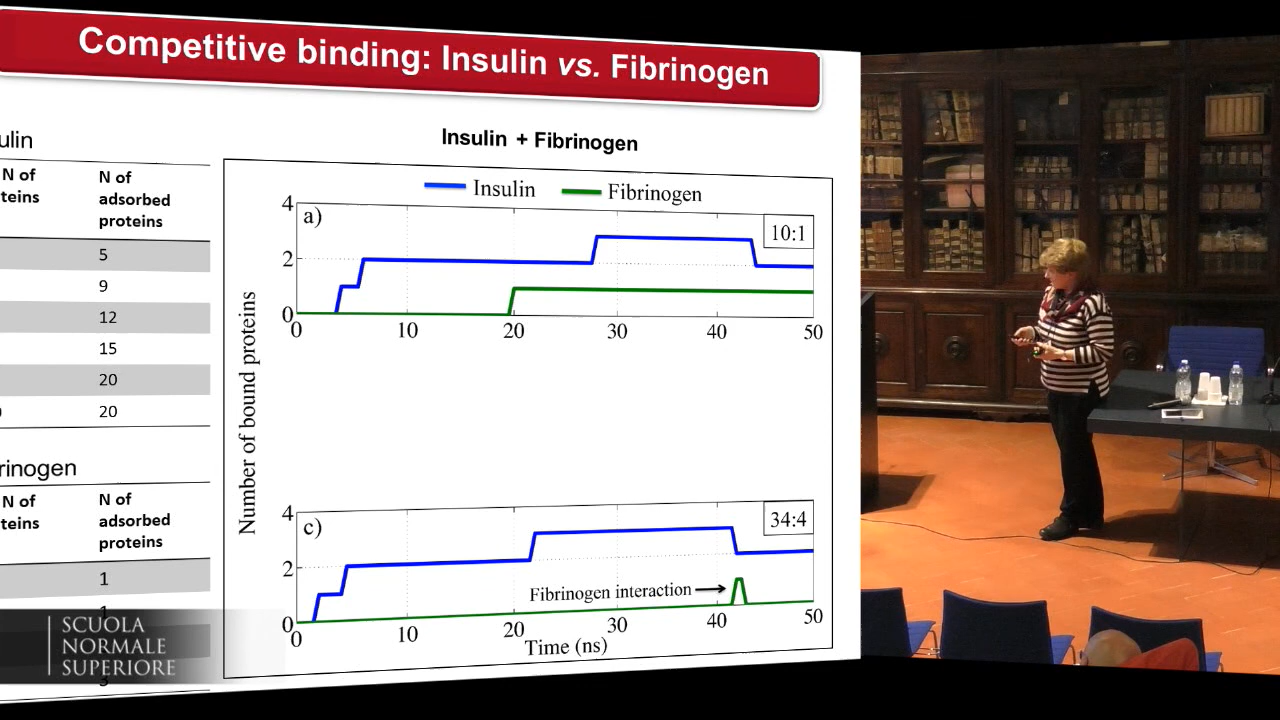 Competitive binding: Insulin vs. Fibrinogen
ulin
N of
teins
N of
adsorbed
proteins
5
9
12
15
20
20
rinogen
N of
teins
N of
adsorbed
proteins
1
1
3
Insulin + Fibrinogen
Insulin
Fibrinogen
Number of bound proteins
a)
10:1
4
2
0
0 10 20 30 40 50
c)
34:4
4
2
0
Fibrinogen interaction
0 10 20 30 40 50
Time (ns)
SCUOLA
NORMALE
SUPERIORE